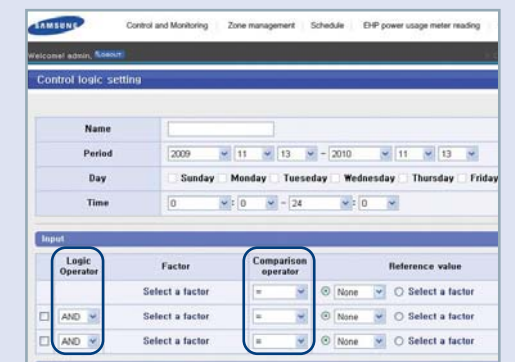 SAMSUNG Control and Monitoring Zone management Schedule EHP power usage meter reading
Welcome! admin, LOGOUT
Control logic setting
Name
Period 2009 11 13 ~ 2010 11 13
Day Sunday Monday Tueseday Wednesday Thursday Friday
Time 0 : 0 ~ 24 : 0
Input
Logic Operator Factor Comparison operator Reference value
Select a factor = None Select a factor
AND Select a factor = None Select a factor
AND Select a factor = None Select a factor